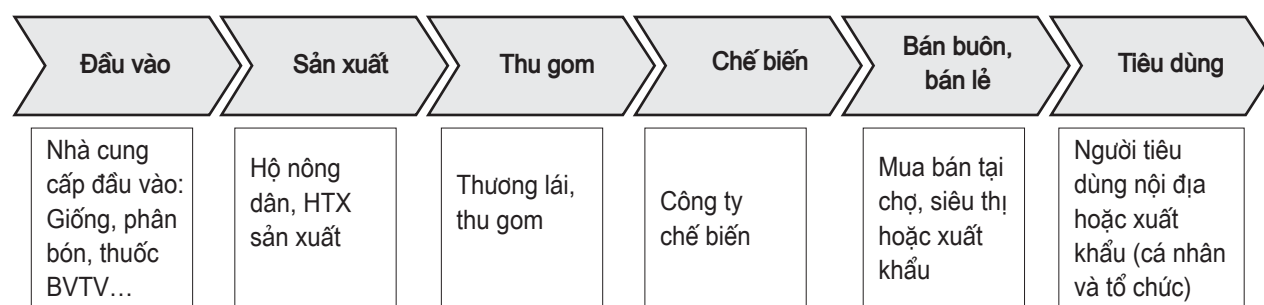 Đầu vào
Sản xuất
Thu gom
Chế biến
Bán buôn,
bán lẻ
Tiêu dùng
Nhà cung
cấp đầu vào:
Giống, phân
bón, thuốc
BVTV…
Hộ nông
dân, HTX
sản xuất
Thương lái,
thu gom
Công ty
chế biến
Mua bán tại
chợ, siêu thị
hoặc xuất
khẩu
Người tiêu
dùng nội địa
hoặc xuất
khẩu (cá nhân
và tổ chức)